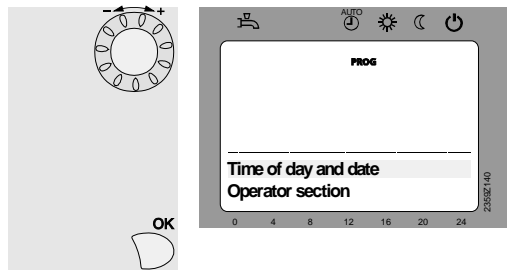 - +
OK
AUTO
PROG
Time of day and date
Operator section
0 4 8 12 16 20 24
2359Z140